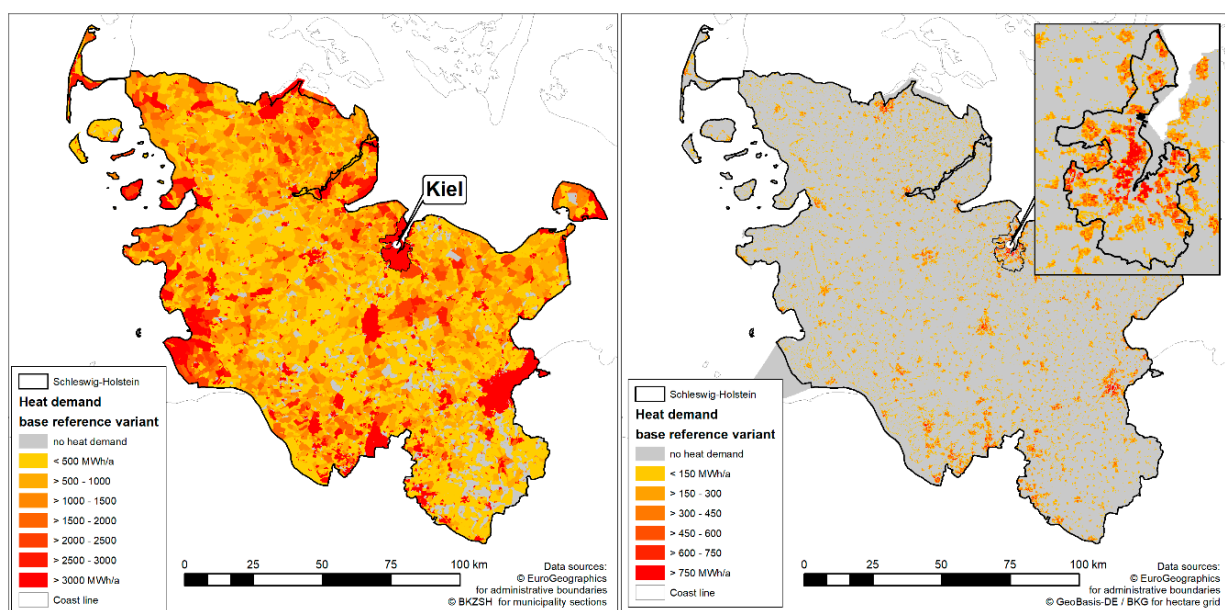 Kiel
Schleswig-Holstein
Heat demand
base reference variant
no heat demand
< 500 MWh/a
> 500 - 1000
> 1000 - 1500
> 1500 - 2000
> 2000 - 2500
> 2500 - 3000
> 3000 MWh/a
Coast line
0 25 50 75 100 km
Data sources:
© EuroGeographics
for administrative boundaries
© BKZSH for municipality sections
Schleswig-Holstein
Heat demand
base reference variant
no heat demand
< 150 MWh/a
> 150 - 300
> 300 - 450
> 450 - 600
> 600 - 750
> 750 MWh/a
Coast line
0 25 50 75 100 km
Data sources:
© EuroGeographics
for administrative boundaries
© GeoBasis-DE / BKG for hectare grid